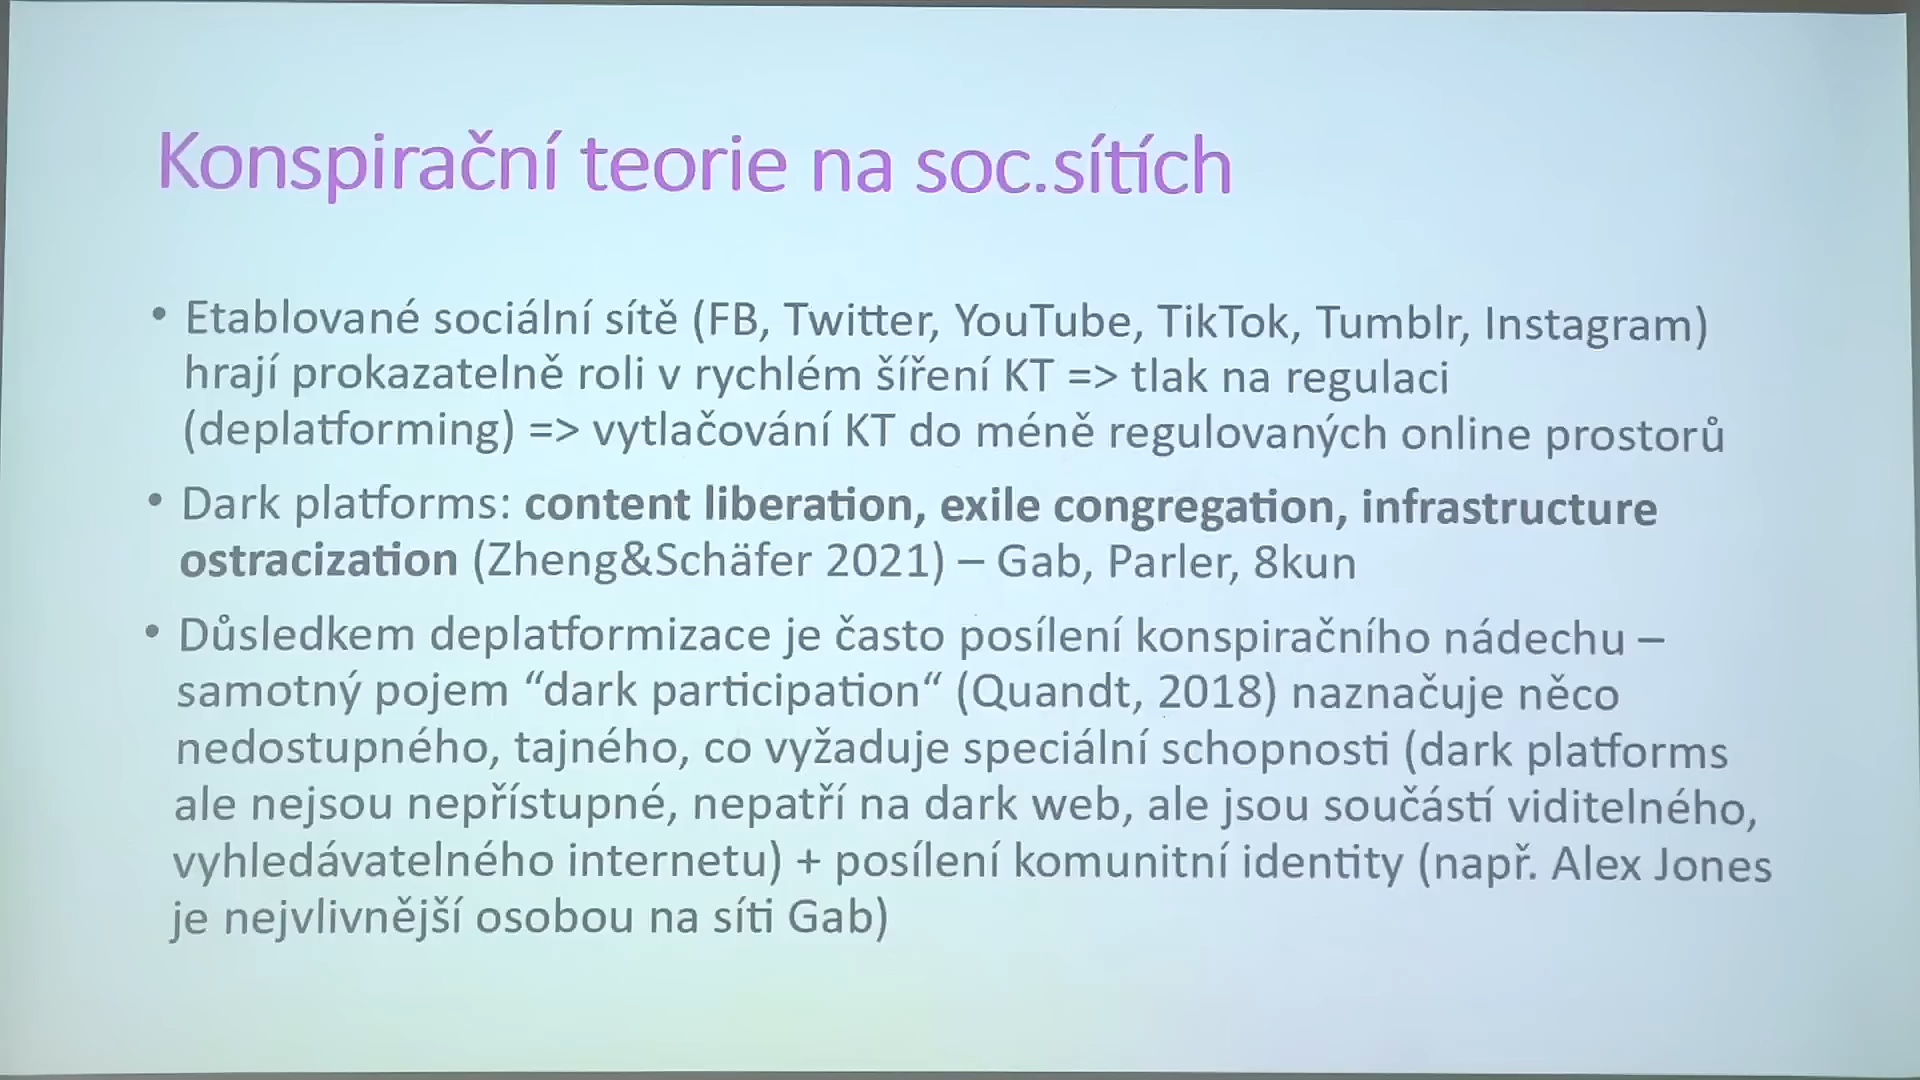 Konspirační teorie na soc.sítích
• Etablované sociální sítě (FB, Twitter, YouTube, TikTok, Tumblr, Instagram)
hrají prokazatelně roli v rychlém šíření KT => tlak na regulaci
(deplatforming) => vytlačování KT do méně regulovaných online prostorů
• Dark platforms: content liberation, exile congregation, infrastructure
ostracization (Zheng&Schäfer 2021) – Gab, Parler, 8kun
• Důsledkem deplatformizace je často posílení konspiračního nádechu –
samotný pojem “dark participation“ (Quandt, 2018) naznačuje něco
nedostupného, tajného, co vyžaduje speciální schopnosti (dark platforms
ale nejsou nepřístupné, nepatří na dark web, ale jsou součástí viditelného,
vyhledávatelného internetu) + posílení komunitní identity (např. Alex Jones
je nejvlivnější osobou na síti Gab)